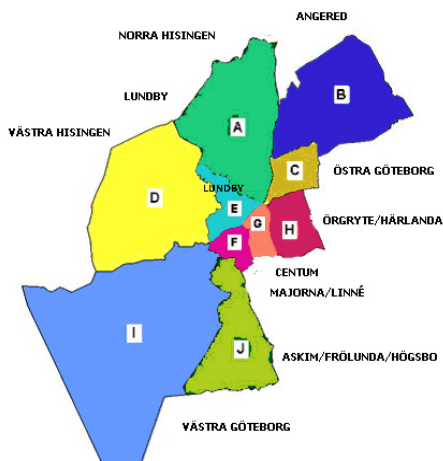 ANGERED
NORRA HISINGEN
B
LUNDBY
A
VÄSTRA HISINGEN
C
ÖSTRA GÖTEBORG
D
LUNDBY
E
ÖRGRYTE/HÄRLANDA
G
H
F
CENTUM
MAJORNA/LINNÉ
I
J
ASKIM/FRÖLUNDA/HÖGSBO
VÄSTRA GÖTEBORG